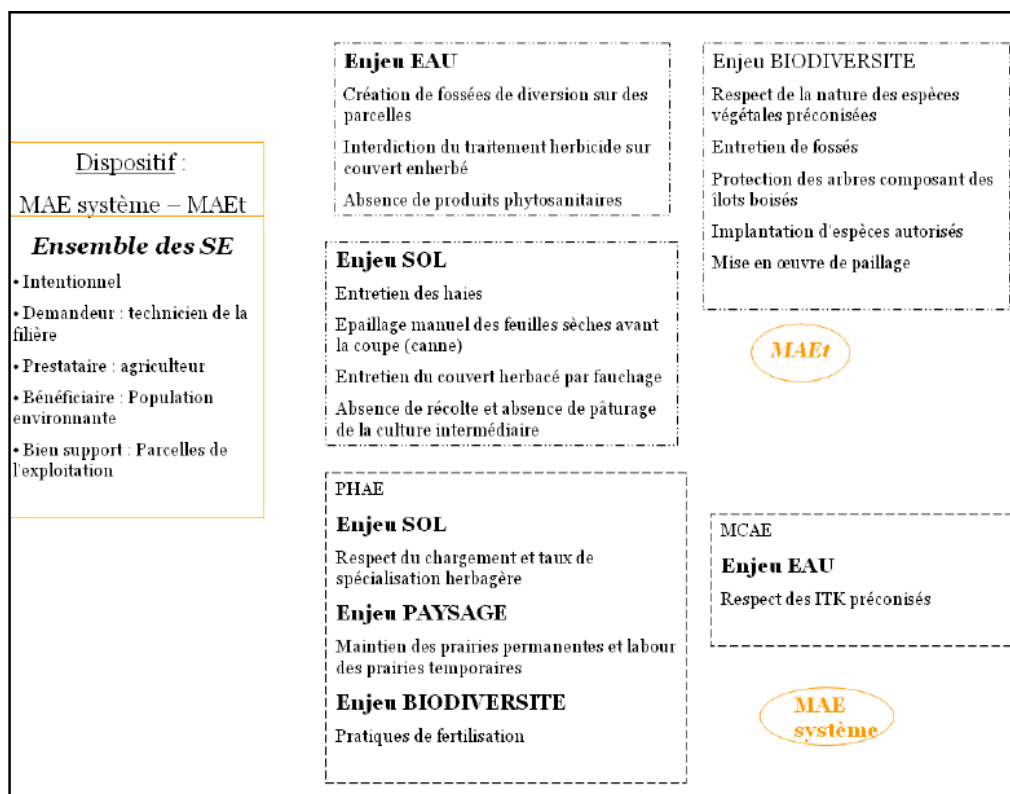 Dispositif :
MAE système – MAEt
Ensemble des SE
• Intentionnel
• Demandeur : technicien de la
filière
• Prestataire : agriculteur
• Bénéficiaire : Population
environnante
• Bien support : Parcelles de
l'exploitation
Enjeu EAU
Création de fossées de diversion sur des
parcelles
Interdiction du traitement herbicide sur
couvert enherbé
Absence de produits phytosanitaires
Enjeu SOL
Entretien des haies
Epaillage manuel des feuilles sèches avant
la coupe (canne)
Entretien du couvert herbacé par fauchage
Absence de récolte et absence de pâturage
de la culture intermédiaire
PHAE
Enjeu SOL
Respect du chargement et taux de
spécialisation herbagère
Enjeu PAYSAGE
Maintien des prairies permanentes et labour
des prairies temporaires
Enjeu BIODIVERSITE
Pratiques de fertilisation
Enjeu BIODIVERSITE
Respect de la nature des espèces
végétales préconisées
Entretien de fossés
Protection des arbres composant des
îlots boisés
Implantation d'espèces autorisés
Mise en œuvre de paillage
MAEt
MCAE
Enjeu EAU
Respect des ITK préconisés
MAE
système